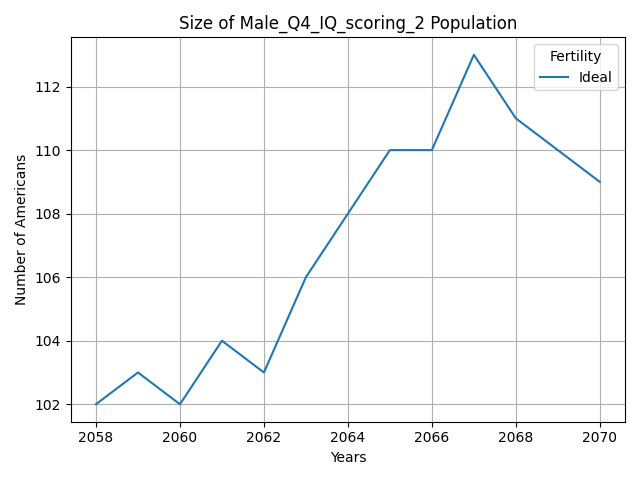 Size of Male_Q4_IQ_scoring_2 Population
Fertility
Ideal
112
110
108
106
104
102
Number of Americans
2058
2060
2062
2064
2066
2068
2070
Years